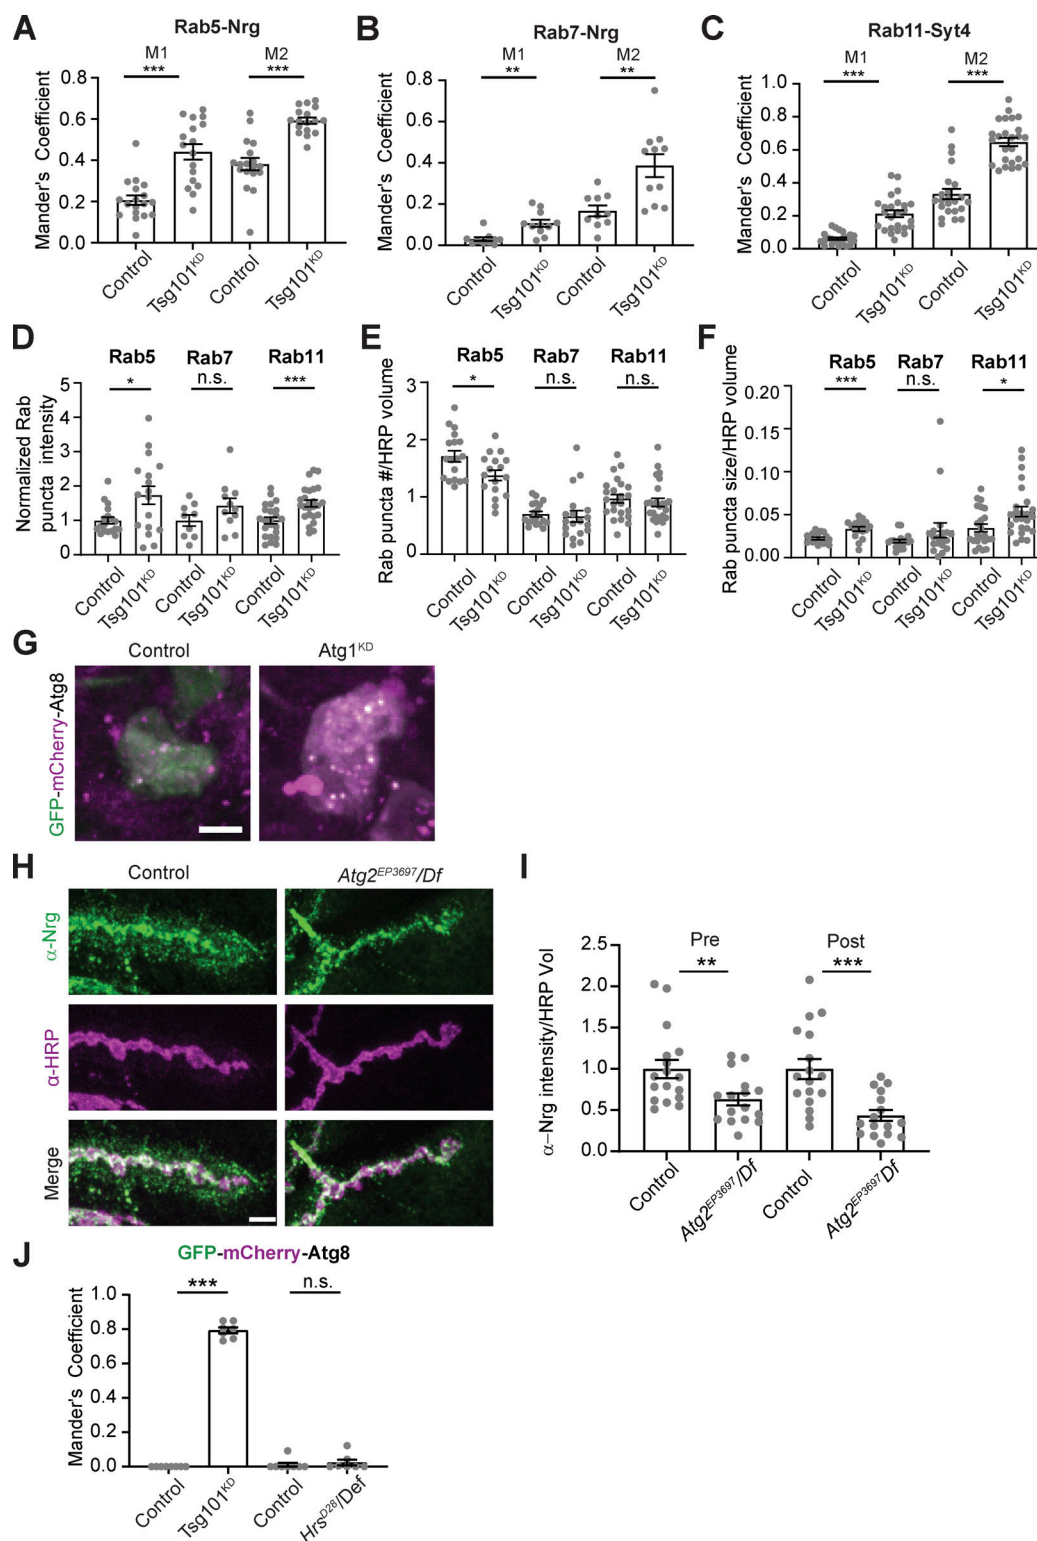 A
Rab5-Nrg
M1
M2
***
***
Mander's Coefficient
0.8
0.6
0.4
0.2
0.0
Control
Tsg101KD
Control
Tsg101KD
B
Rab7-Nrg
M1
M2
**
**
Mander's Coefficient
0.8
0.6
0.4
0.2
0.0
Control
Tsg101KD
Control
Tsg101KD
C
Rab11-Syt4
M1
M2
***
***
Mander's Coefficient
1.0
0.8
0.6
0.4
0.2
0.0
Control
Tsg101KD
Control
Tsg101KD
D
Rab5
Rab7
Rab11
*
n.s.
***
Normalized Rab
puncta intensity
5
4
3
2
1
0
Control
Tsg101KD
Control
Tsg101KD
Control
Tsg101KD
E
Rab5
Rab7
Rab11
*
n.s.
n.s.
Rab puncta #/HRP volume
3
2
1
0
Control
Tsg101KD
Control
Tsg101KD
Control
Tsg101KD
F
Rab5
Rab7
Rab11
***
n.s.
*
Rab puncta size/HRP volume
0.20
0.15
0.10
0.05
0.00
Control
Tsg101KD
Control
Tsg101KD
Control
Tsg101KD
G
Control
Atg1KD
GFP-mCherry-Atg8
H
Control
Atg2EP3697/Df
α-Nrg
α-HRP
Merge
I
Pre
Post
**
***
α–Nrg intensity/HRP Vol
2.5
2.0
1.5
1.0
0.5
0.0
Control
Atg2EP3697/Df
Control
Atg2EP3697Df
J
GFP-mCherry-Atg8
***
n.s.
Mander's Coefficient
1.0
0.8
0.6
0.4
0.2
0.0
Control
Tsg101KD
Control
HrsD28/Def